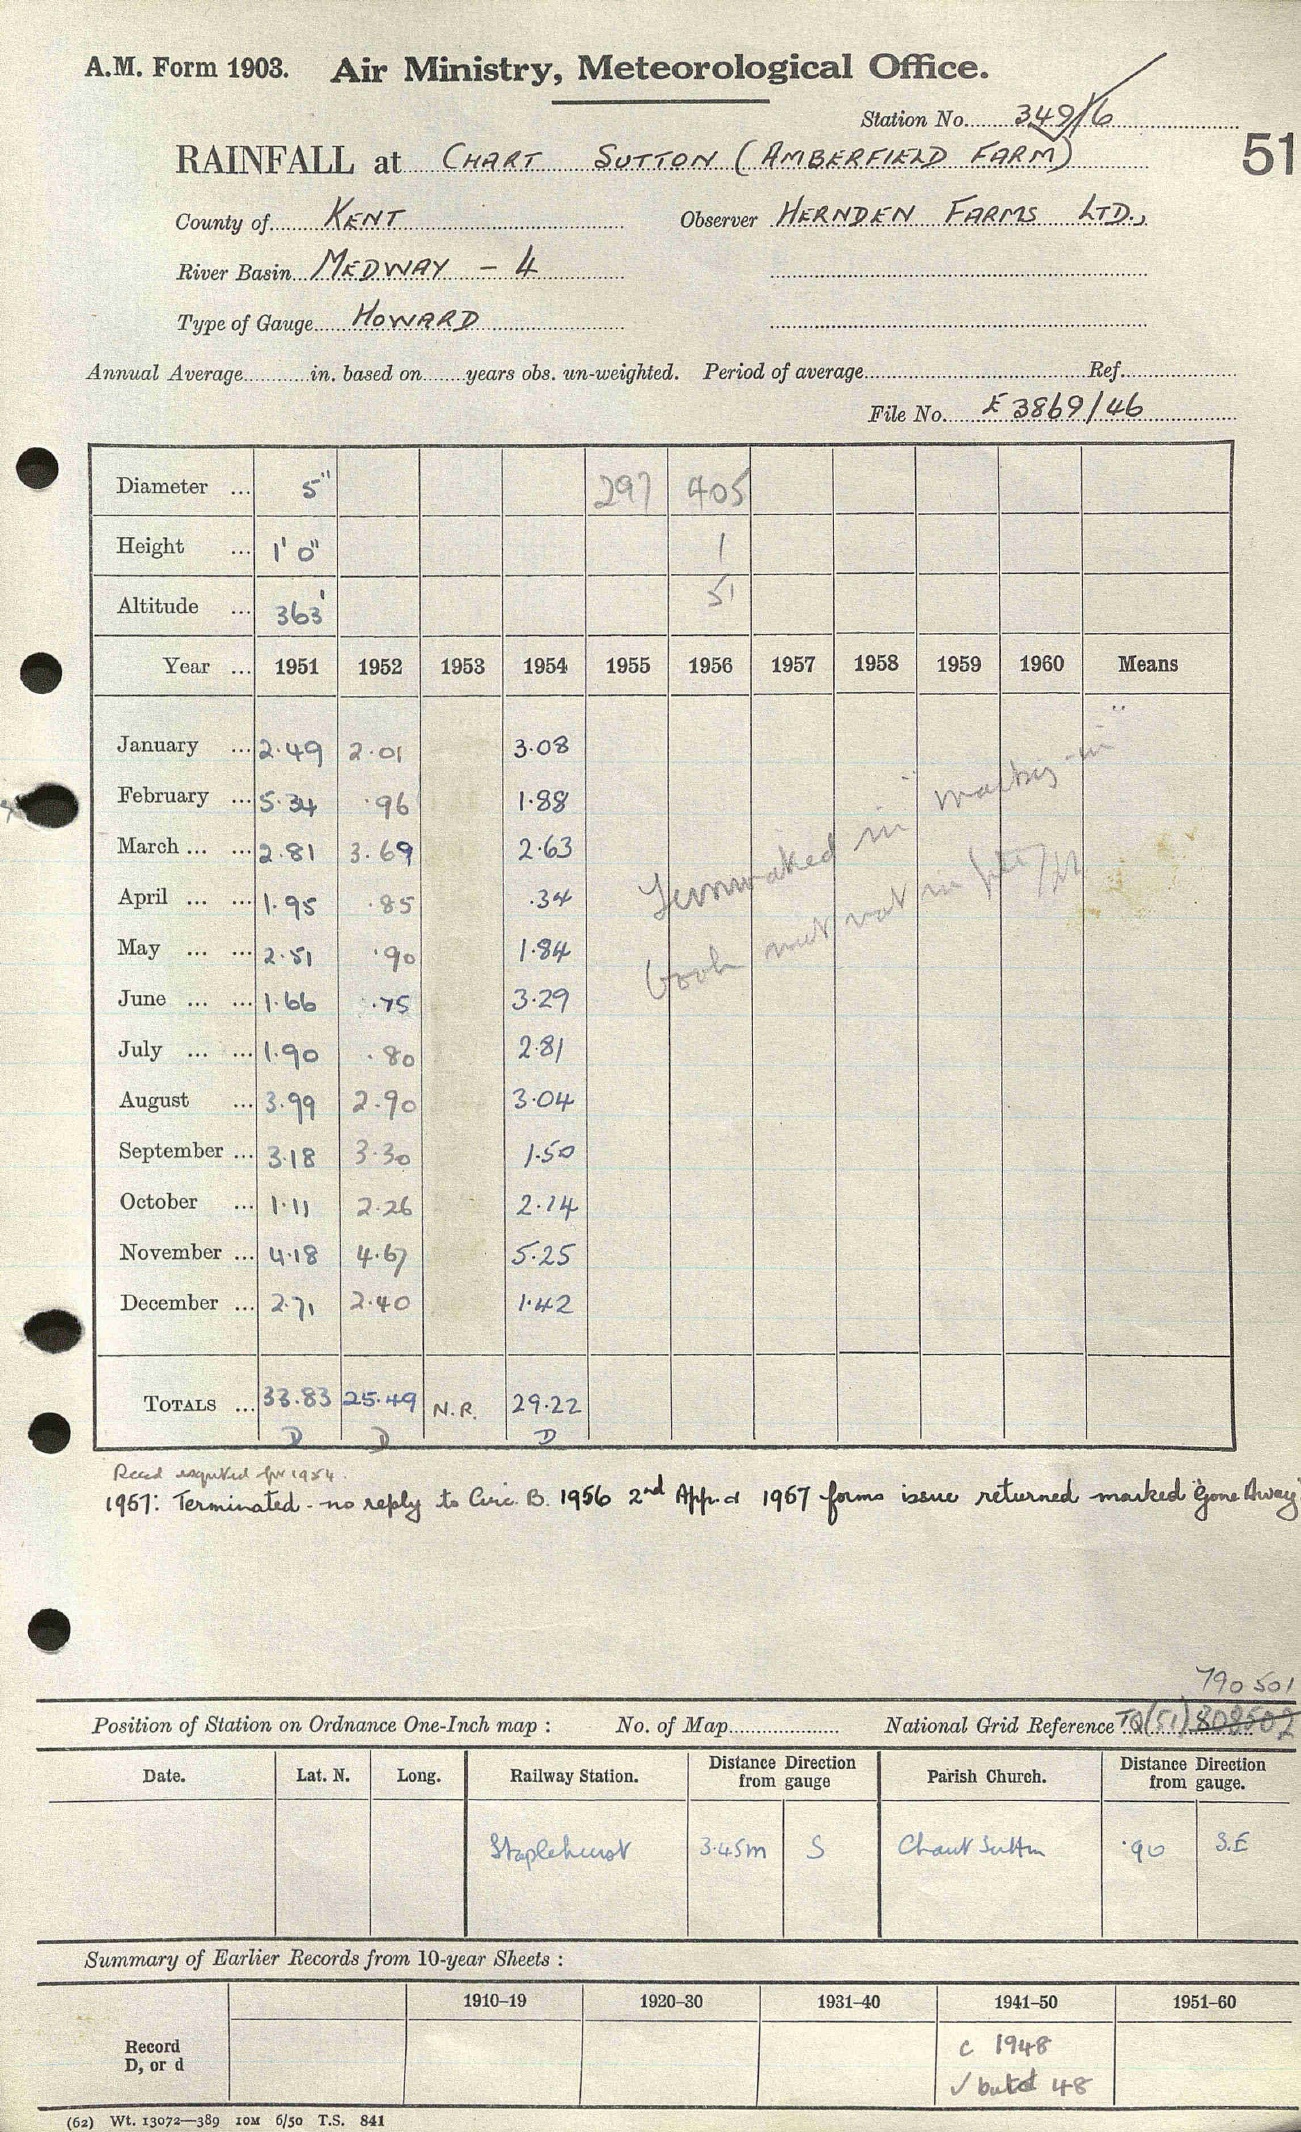 A.M. Form 1903. Air Ministry, Meteorological Office.
Station No. 349/6
51
RAINFALL at CHART SUTTON (AMBERFIELD FARM)
County of KENT Observer HERNDEN FARMS LTD.,
River Basin MEDWAY - 4
Type of Gauge HOWARD
Annual Average in. based on years obs. un-weighted. Period of average Ref.
File No. E 3869/46
Diameter ... 5" 297 405
Height ... 1' 0" 1
Altitude ... 363' 51
Year ... 1951 1952 1953 1954 1955 1956 1957 1958 1959 1960 Means
January ... 2.49 2.01 3.08
February ... 5.34 .96 1.88
March ... ... 2.81 3.69 2.63
April ... ... 1.95 .85 .34
May ... ... 2.51 .90 1.84
June ... ... 1.66 .75 3.29
July ... ... 1.90 .80 2.81
August ... 3.99 2.90 3.04
September ... 3.18 3.30 1.50
October ... 1.11 2.26 2.14
November ... 4.18 4.67 5.25
December ... 2.71 2.40 1.42
in "
book not in
TOTALS ... 33.83 25.49 N.R. 29.22
D D D
for 1954.
1957: Terminated - no reply to Circ. B. 1956 2nd App. & 1957 forms issue returned marked "Gone Away"
790 501
Position of Station on Ordnance One-Inch map : No. of Map National Grid Reference TQ(51) 808502
Date. Lat. N. Long. Railway Station. Distance Direction from gauge Parish Church. Distance Direction from gauge.
Staplehurst 3.45m S Chart Sutton .90 S.E
Summary of Earlier Records from 10-year Sheets :
1910–19 1920–30 1931–40 1941–50 1951–60
Record D, or d
c 1948
✓ 48
(62) Wt. 13072—389 10M 6/50 T.S. 841